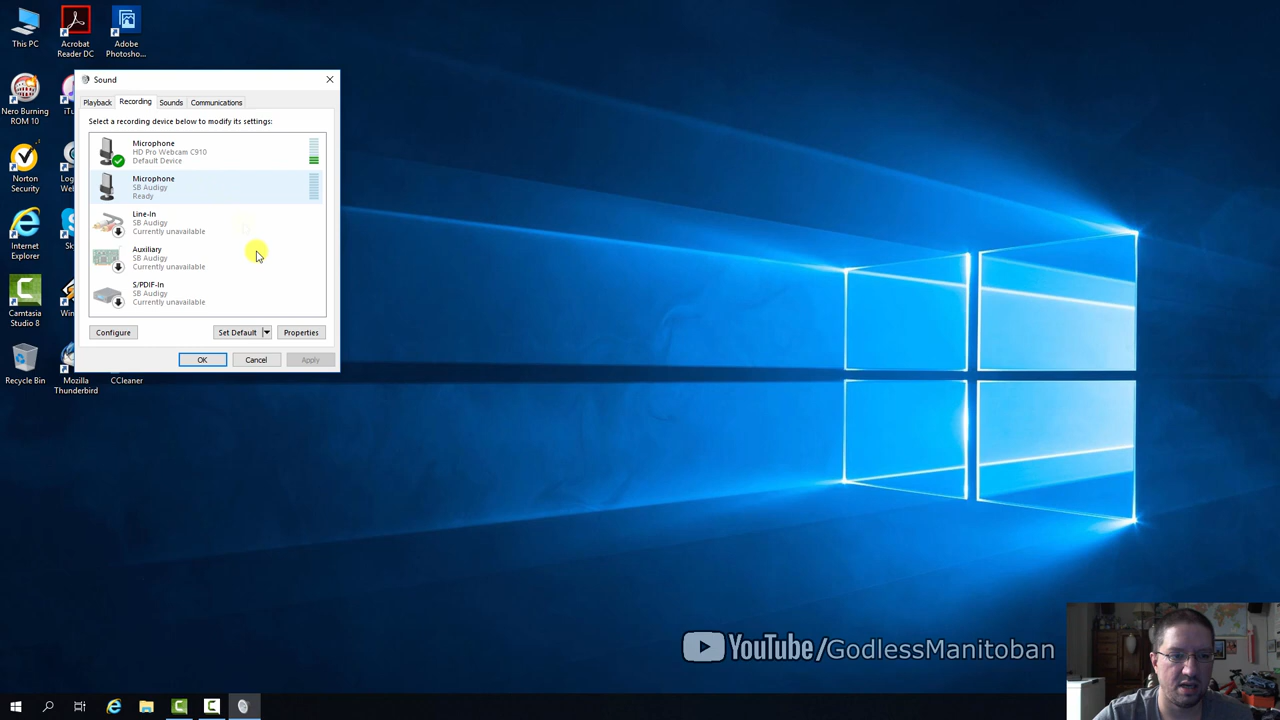 This PC
Acrobat
Reader DC
Adobe
Photosho...
Nero Burning
ROM 10
Norton
Security
Internet
Explorer
Camtasia
Studio 8
Recycle Bin
Mozilla
Thunderbird
CCleaner
Sound
Playback
Recording
Sounds
Communications
Select a recording device below to modify its settings:
Microphone
HD Pro Webcam C910
Default Device
Microphone
SB Audigy
Ready
Line-In
SB Audigy
Currently unavailable
Auxiliary
SB Audigy
Currently unavailable
S/PDIF-In
SB Audigy
Currently unavailable
Configure
Set Default
Properties
OK
Cancel
Apply
YouTube/GodlessManitoban